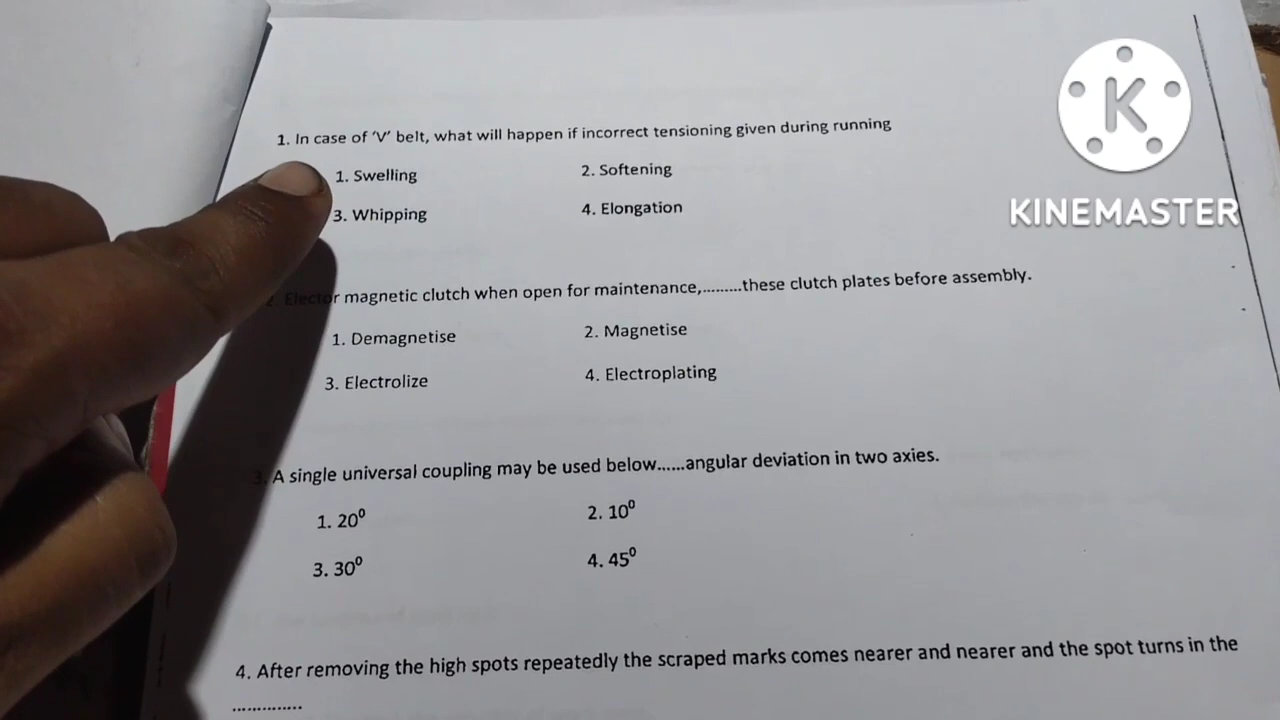 1. In case of 'V' belt, what will happen if incorrect tensioning given during running
1. Swelling 2. Softening
3. Whipping 4. Elongation
KINEMASTER
2. Elector magnetic clutch when open for maintenance,.........these clutch plates before assembly.
1. Demagnetise 2. Magnetise
3. Electrolize 4. Electroplating
3. A single universal coupling may be used below......angular deviation in two axies.
1. 20⁰ 2. 10⁰
3. 30⁰ 4. 45⁰
4. After removing the high spots repeatedly the scraped marks comes nearer and nearer and the spot turns in the
..............